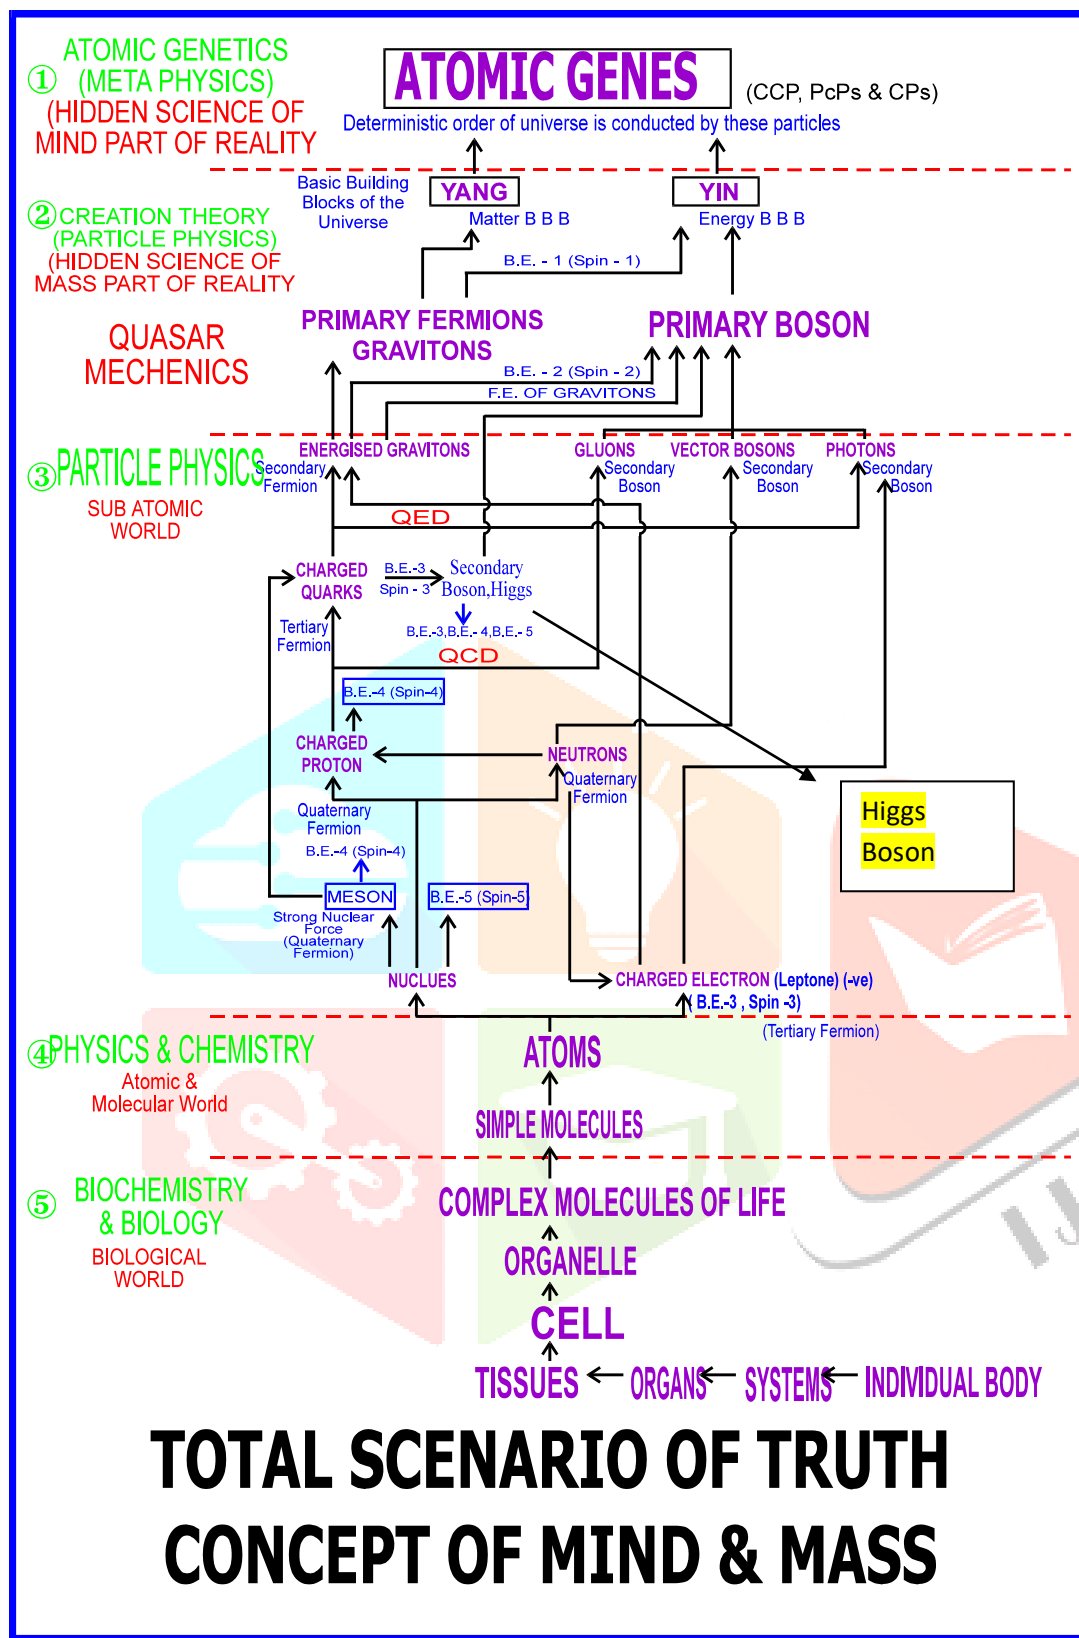 ①
ATOMIC GENETICS
(META PHYSICS)
(HIDDEN SCIENCE OF
MIND PART OF REALITY
ATOMIC GENES
(CCP, PcPs & CPs)
Deterministic order of universe is conducted by these particles
②
CREATION THEORY
(PARTICLE PHYSICS)
(HIDDEN SCIENCE OF
MASS PART OF REALITY
Basic Building
Blocks of the
Universe
YANG
Matter B B B
YIN
Energy B B B
B.E. - 1 (Spin - 1)
QUASAR
MECHENICS
PRIMARY FERMIONS
GRAVITONS
PRIMARY BOSON
B.E. - 2 (Spin - 2)
F.E. OF GRAVITONS
③
PARTICLE PHYSICS
SUB ATOMIC
WORLD
ENERGISED GRAVITONS
Secondary
Fermion
GLUONS
Secondary
Boson
VECTOR BOSONS
Secondary
Boson
PHOTONS
Secondary
Boson
QED
CHARGED
QUARKS
B.E.-3
Spin - 3
Secondary
Boson,Higgs
B.E.-3,B.E.- 4,B.E.- 5
Tertiary
Fermion
QCD
B.E.-4 (Spin-4)
CHARGED
PROTON
NEUTRONS
Quaternary
Fermion
Quaternary
Fermion
Higgs
Boson
B.E.-4 (Spin-4)
MESON
B.E.-5 (Spin-5)
Strong Nuclear
Force
(Quaternary
Fermion)
NUCLUES
CHARGED ELECTRON (Leptone) (-ve)
( B.E.-3 , Spin -3)
(Tertiary Fermion)
④
PHYSICS & CHEMISTRY
Atomic &
Molecular World
ATOMS
SIMPLE MOLECULES
⑤
BIOCHEMISTRY
& BIOLOGY
BIOLOGICAL
WORLD
COMPLEX MOLECULES OF LIFE
ORGANELLE
CELL
TISSUES
ORGANS
SYSTEMS
INDIVIDUAL BODY
IJ
TOTAL SCENARIO OF TRUTH
CONCEPT OF MIND & MASS